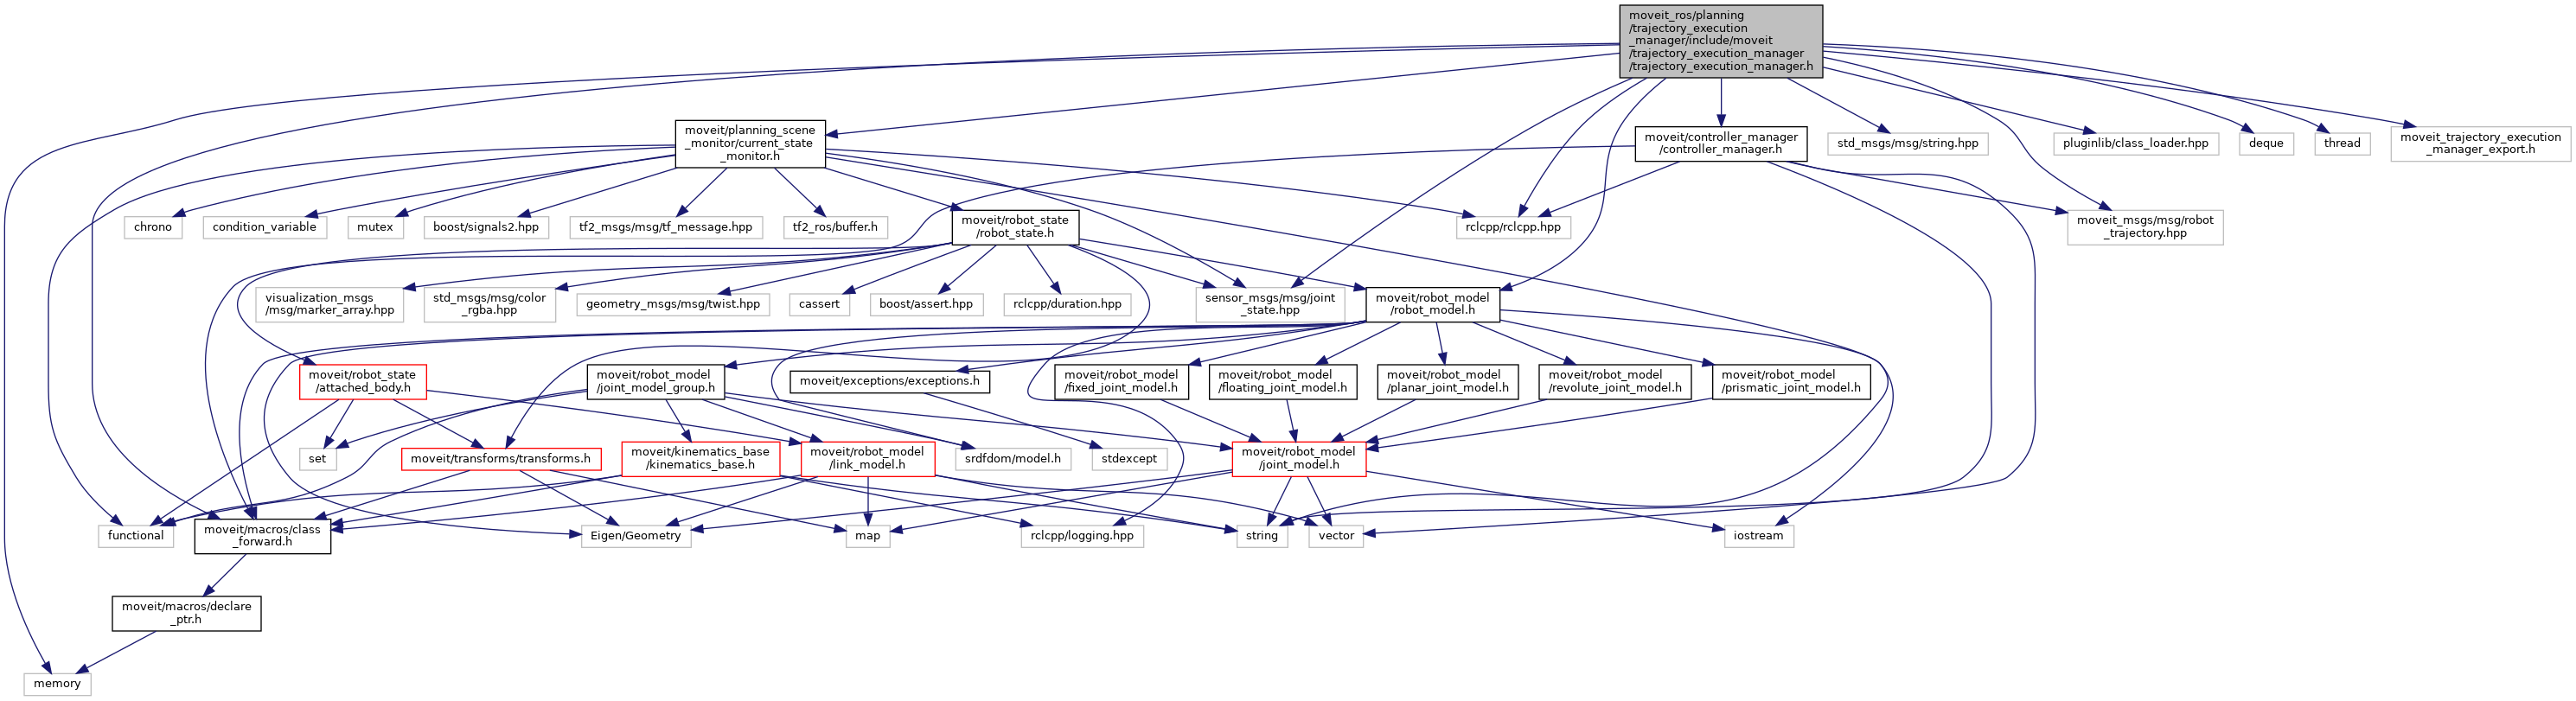 moveit_ros/planning
/trajectory_execution
_manager/include/moveit
/trajectory_execution_manager
/trajectory_execution_manager.h
moveit/planning_scene
_monitor/current_state
_monitor.h
moveit/controller_manager
/controller_manager.h
std_msgs/msg/string.hpp
pluginlib/class_loader.hpp
deque
thread
moveit_trajectory_execution
_manager_export.h
chrono
condition_variable
mutex
boost/signals2.hpp
tf2_msgs/msg/tf_message.hpp
tf2_ros/buffer.h
moveit/robot_state
/robot_state.h
rclcpp/rclcpp.hpp
moveit_msgs/msg/robot
_trajectory.hpp
visualization_msgs
/msg/marker_array.hpp
std_msgs/msg/color
_rgba.hpp
geometry_msgs/msg/twist.hpp
cassert
boost/assert.hpp
rclcpp/duration.hpp
sensor_msgs/msg/joint
_state.hpp
moveit/robot_model
/robot_model.h
moveit/robot_state
/attached_body.h
moveit/robot_model
/joint_model_group.h
moveit/exceptions/exceptions.h
moveit/robot_model
/fixed_joint_model.h
moveit/robot_model
/floating_joint_model.h
moveit/robot_model
/planar_joint_model.h
moveit/robot_model
/revolute_joint_model.h
moveit/robot_model
/prismatic_joint_model.h
set
moveit/transforms/transforms.h
moveit/kinematics_base
/kinematics_base.h
moveit/robot_model
/link_model.h
srdfdom/model.h
stdexcept
moveit/robot_model
/joint_model.h
functional
moveit/macros/class
_forward.h
Eigen/Geometry
map
rclcpp/logging.hpp
string
vector
iostream
moveit/macros/declare
_ptr.h
memory